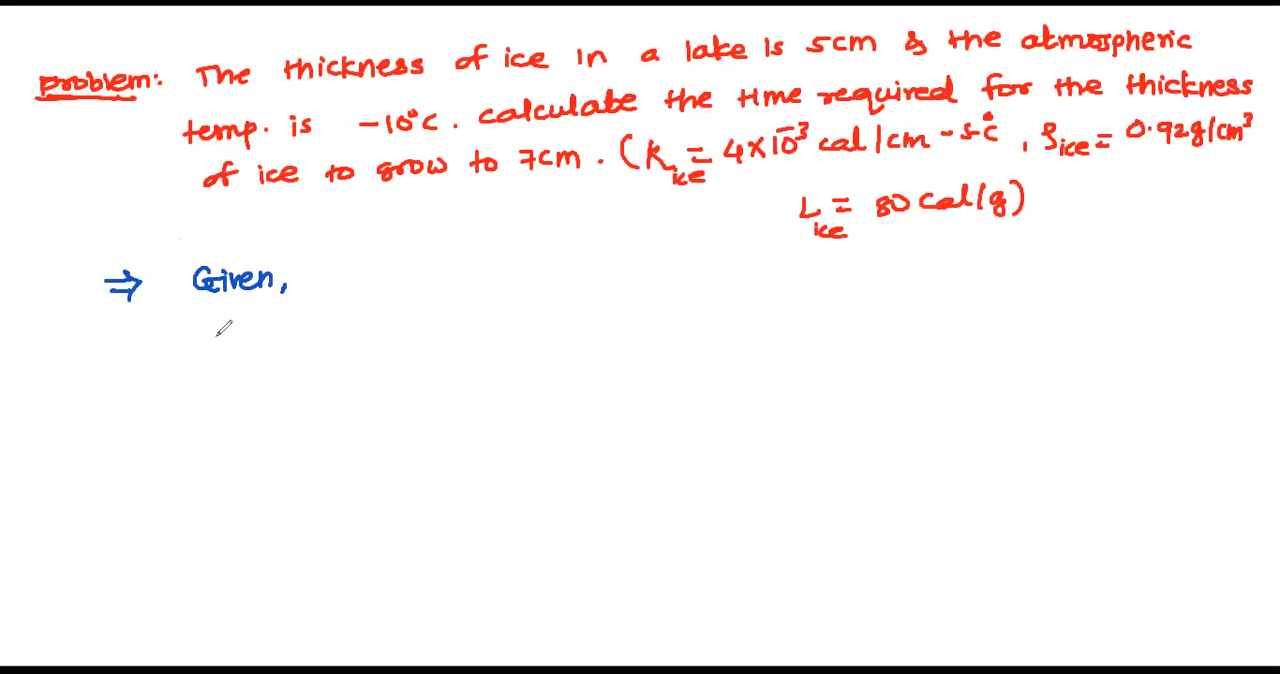 Problem: The thickness of ice in a lake is 5cm & the atmospheric
temp. is -10°C. calculate the time required for the thickness
of ice to grow to 7cm. (K_ice = 4×10⁻³ cal/cm-s-°C, ρ_ice = 0.92g/cm³
L_ice = 80 cal/g)
⇒ Given,